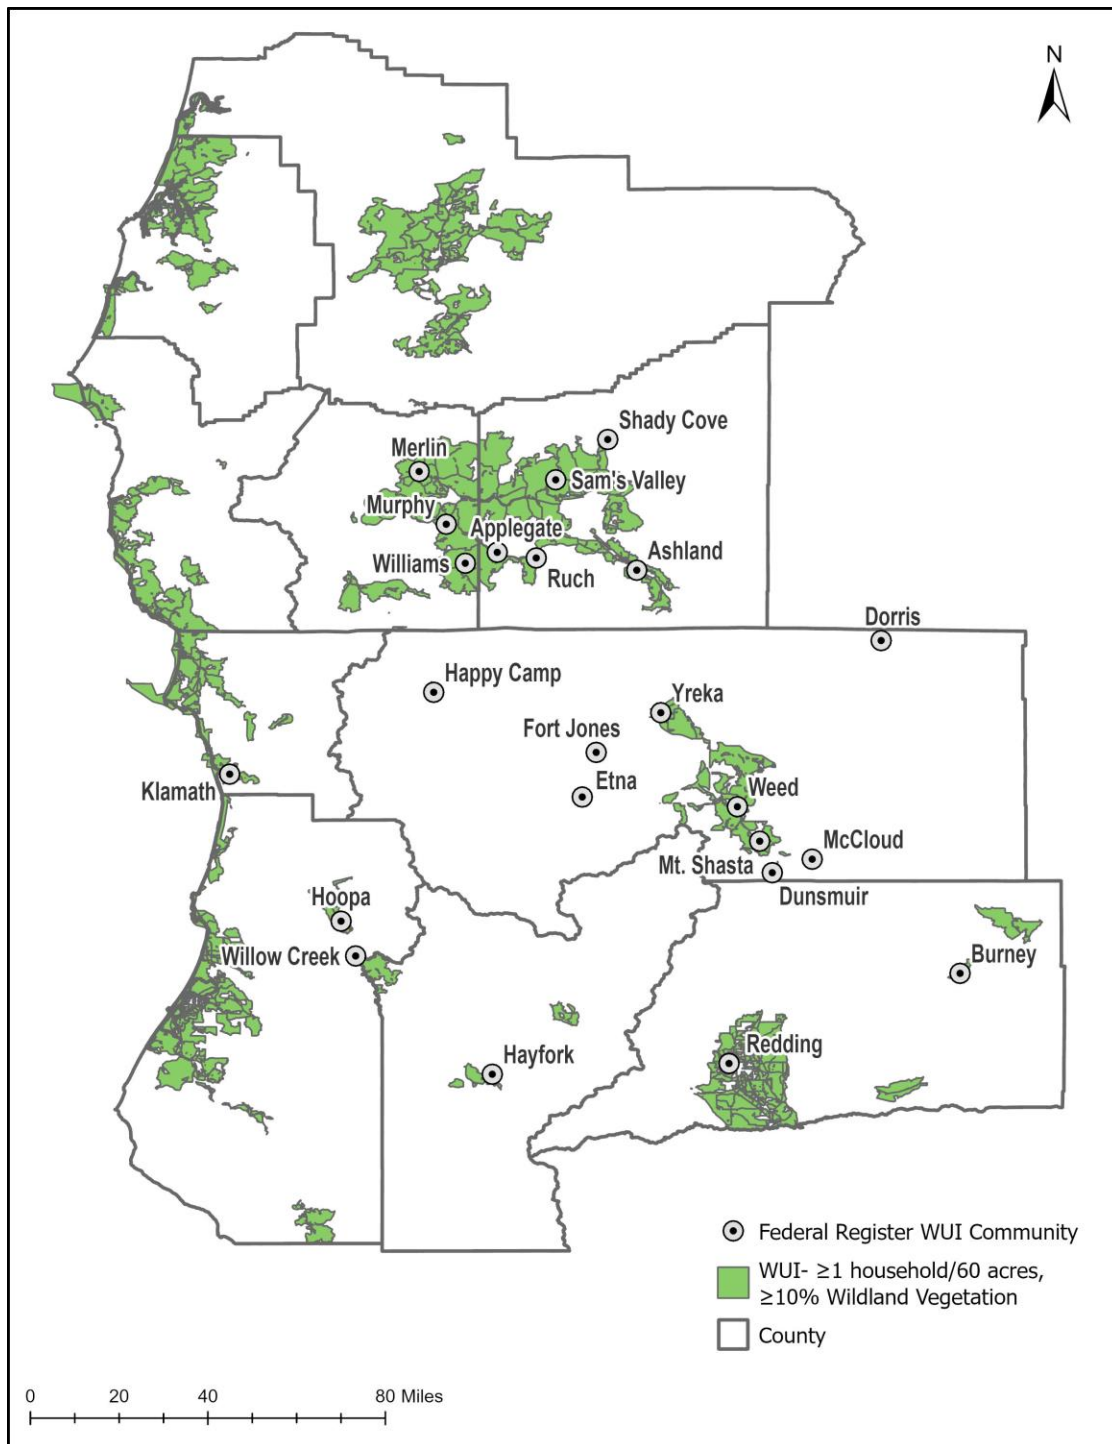 N
Shady Cove
Merlin
Sam's Valley
Murphy
Applegate
Williams
Ruch
Ashland
Dorris
Happy Camp
Yreka
Fort Jones
Etna
Klamath
Weed
McCloud
Mt. Shasta
Dunsmuir
Hoopa
Willow Creek
Burney
Redding
Hayfork
Federal Register WUI Community
WUI- ≥1 household/60 acres,
≥10% Wildland Vegetation
County
0 20 40 80 Miles